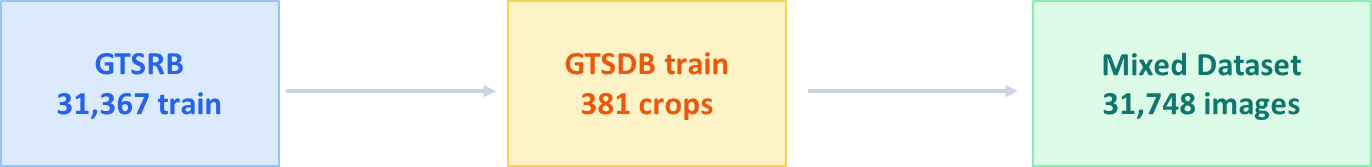 GTSRB
31,367 train
GTSDB train
381 crops
Mixed Dataset
31,748 images